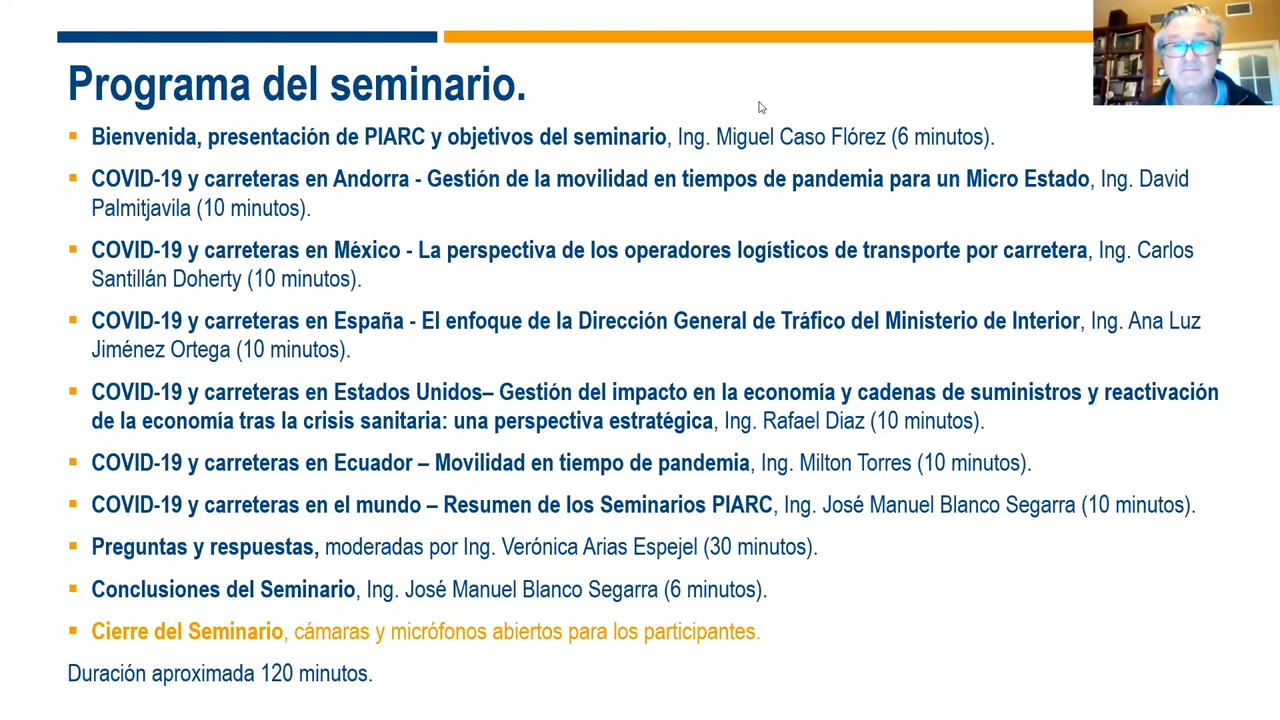 Programa del seminario.
▪ Bienvenida, presentación de PIARC y objetivos del seminario, Ing. Miguel Caso Flórez (6 minutos).
▪ COVID-19 y carreteras en Andorra - Gestión de la movilidad en tiempos de pandemia para un Micro Estado, Ing. David
Palmitjavila (10 minutos).
▪ COVID-19 y carreteras en México - La perspectiva de los operadores logísticos de transporte por carretera, Ing. Carlos
Santillán Doherty (10 minutos).
▪ COVID-19 y carreteras en España - El enfoque de la Dirección General de Tráfico del Ministerio de Interior, Ing. Ana Luz
Jiménez Ortega (10 minutos).
▪ COVID-19 y carreteras en Estados Unidos– Gestión del impacto en la economía y cadenas de suministros y reactivación
de la economía tras la crisis sanitaria: una perspectiva estratégica, Ing. Rafael Diaz (10 minutos).
▪ COVID-19 y carreteras en Ecuador – Movilidad en tiempo de pandemia, Ing. Milton Torres (10 minutos).
▪ COVID-19 y carreteras en el mundo – Resumen de los Seminarios PIARC, Ing. José Manuel Blanco Segarra (10 minutos).
▪ Preguntas y respuestas, moderadas por Ing. Verónica Arias Espejel (30 minutos).
▪ Conclusiones del Seminario, Ing. José Manuel Blanco Segarra (6 minutos).
▪ Cierre del Seminario, cámaras y micrófonos abiertos para los participantes.
Duración aproximada 120 minutos.